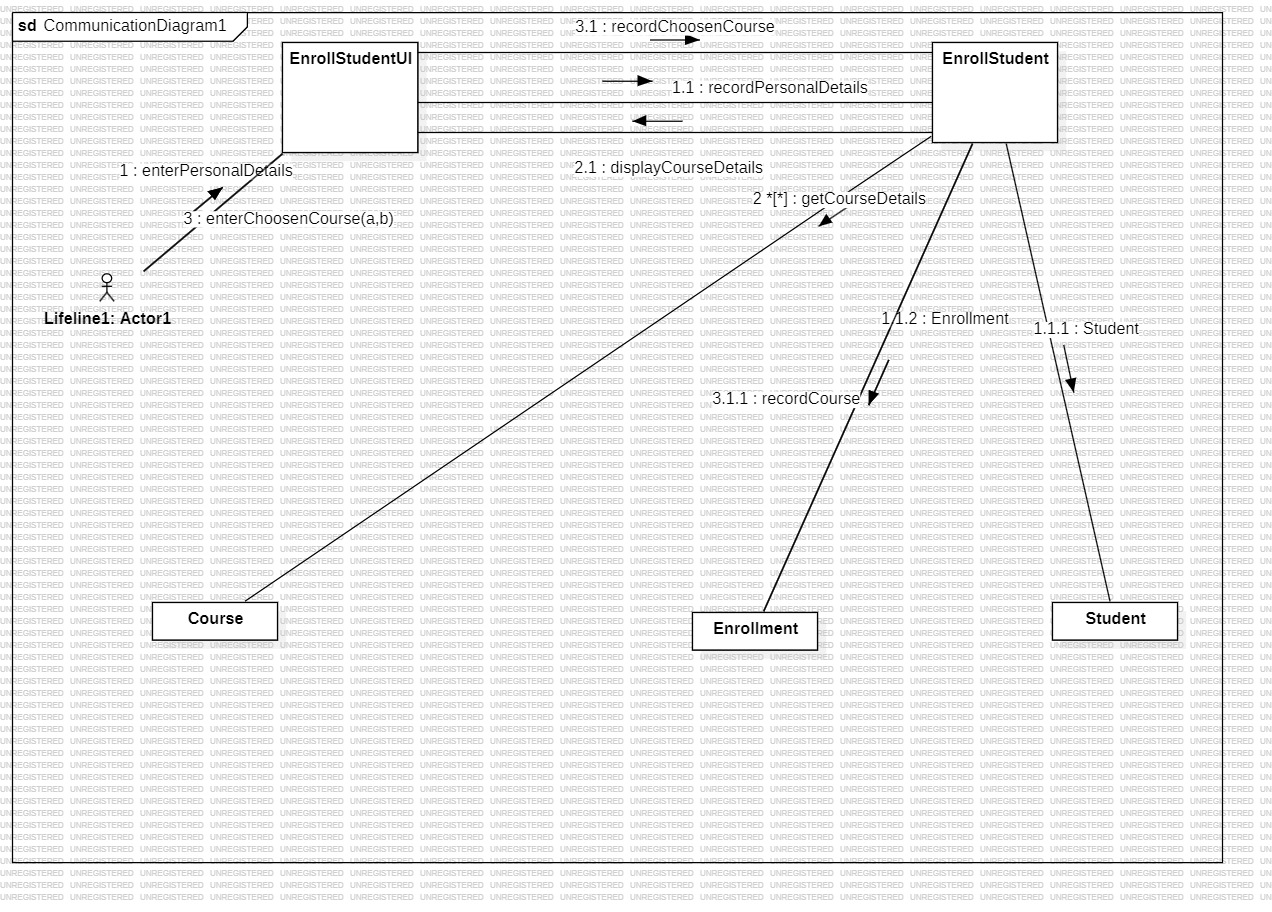 sd CommunicationDiagram1
3.1 : recordChoosenCourse
EnrollStudentUI
EnrollStudent
1.1 : recordPersonalDetails
2.1 : displayCourseDetails
1 : enterPersonalDetails
2 *[*] : getCourseDetails
3 : enterChoosenCourse(a,b)
Lifeline1: Actor1
1.1.2 : Enrollment
1.1.1 : Student
3.1.1 : recordCourse
Course
Enrollment
Student
UNREGISTERED